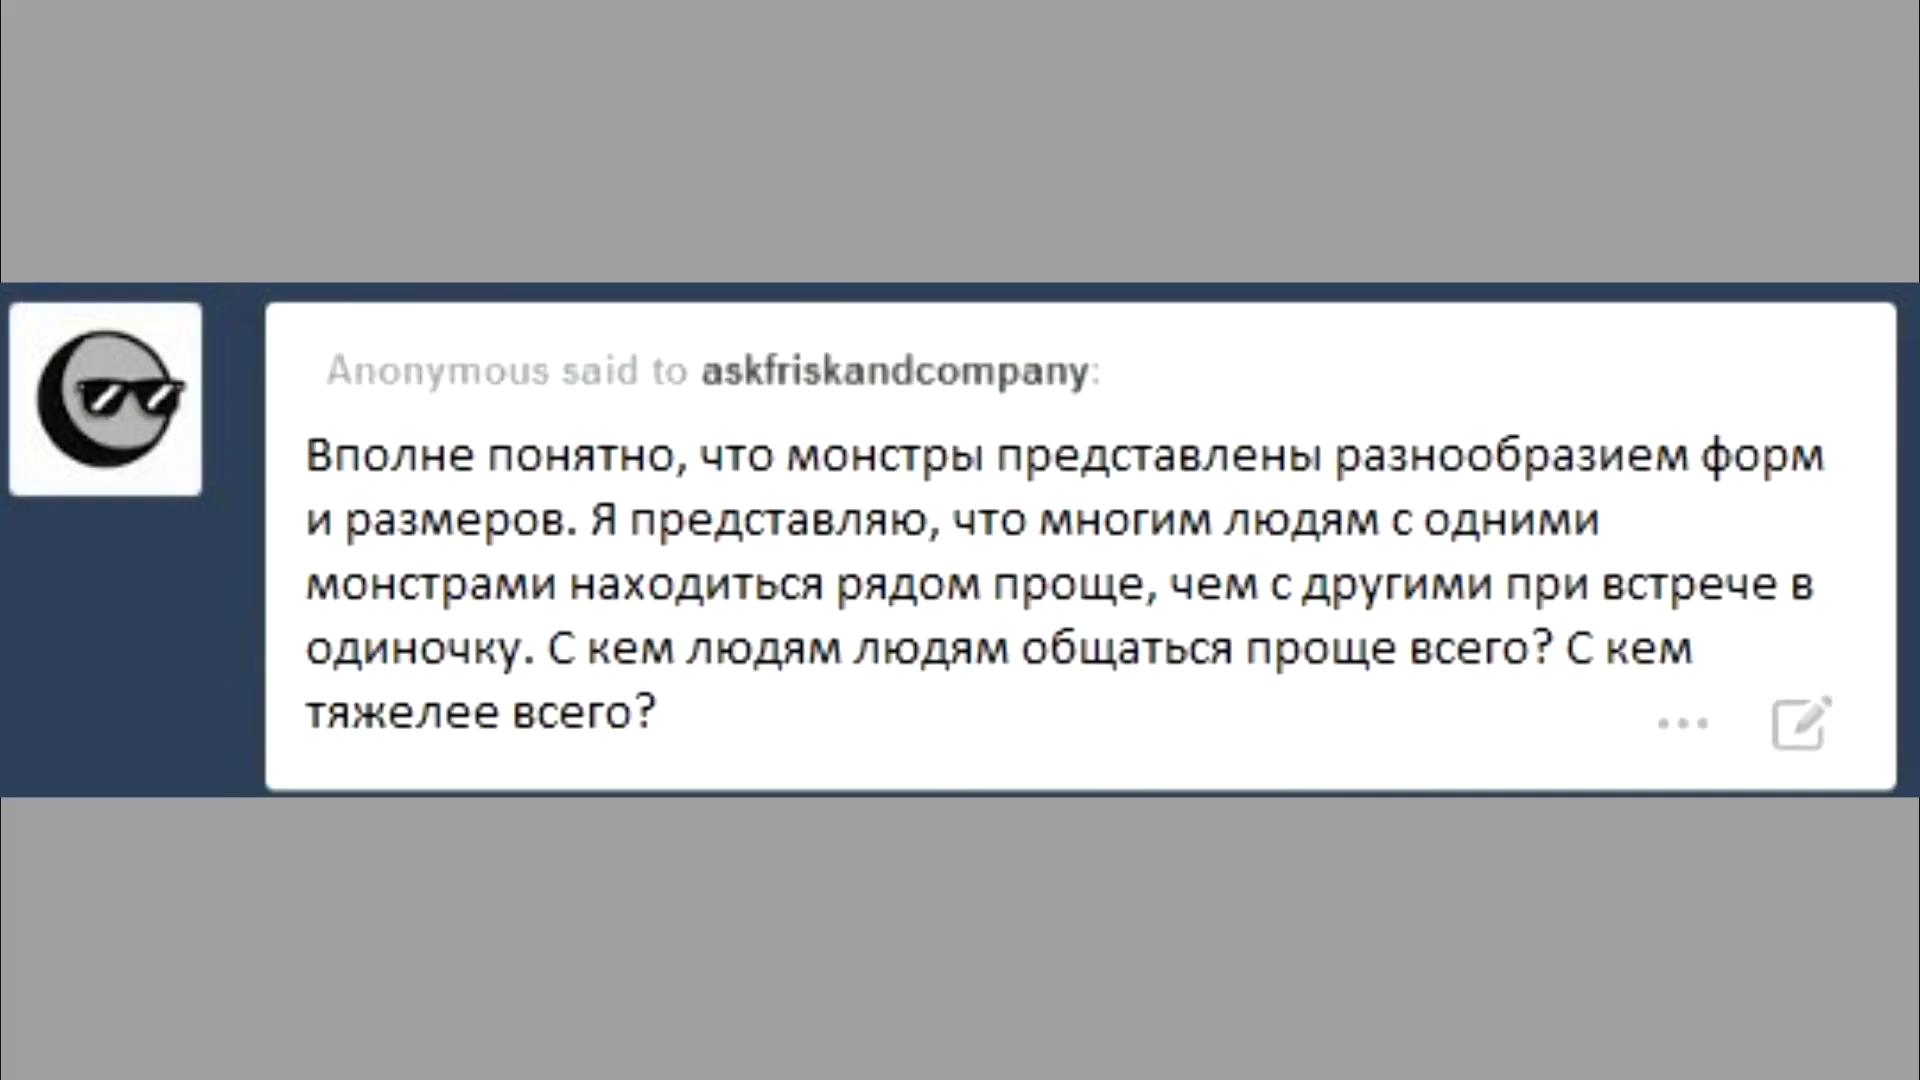 Anonymous said to askfriskandcompany:
Вполне понятно, что монстры представлены разнообразием форм
и размеров. Я представляю, что многим людям с одними
монстрами находиться рядом проще, чем с другими при встрече в
одиночку. С кем людям людям общаться проще всего? С кем
тяжелее всего?